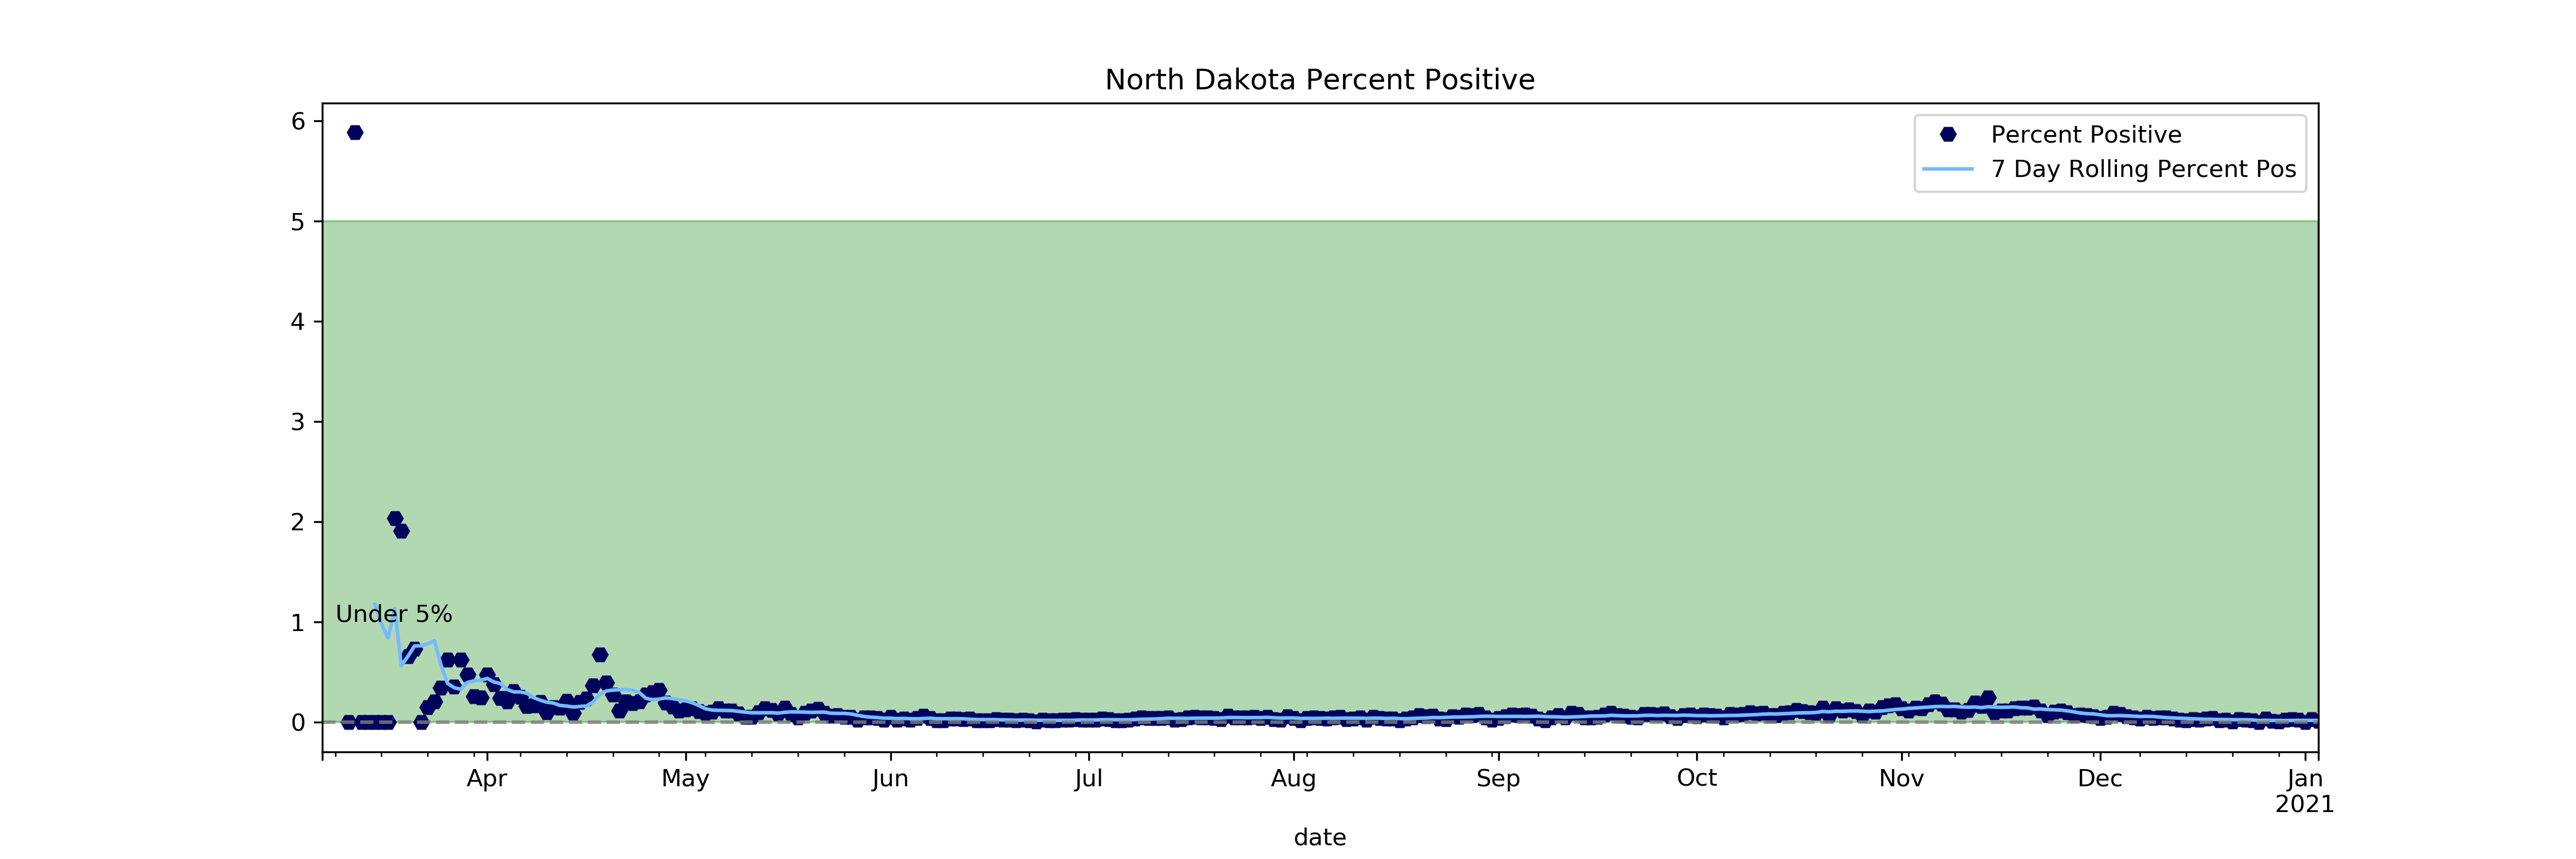 North Dakota Percent Positive
6
5
4
3
2
1
0
Percent Positive
7 Day Rolling Percent Pos
Under 5%
Apr May Jun Jul Aug Sep Oct Nov Dec Jan
2021
date